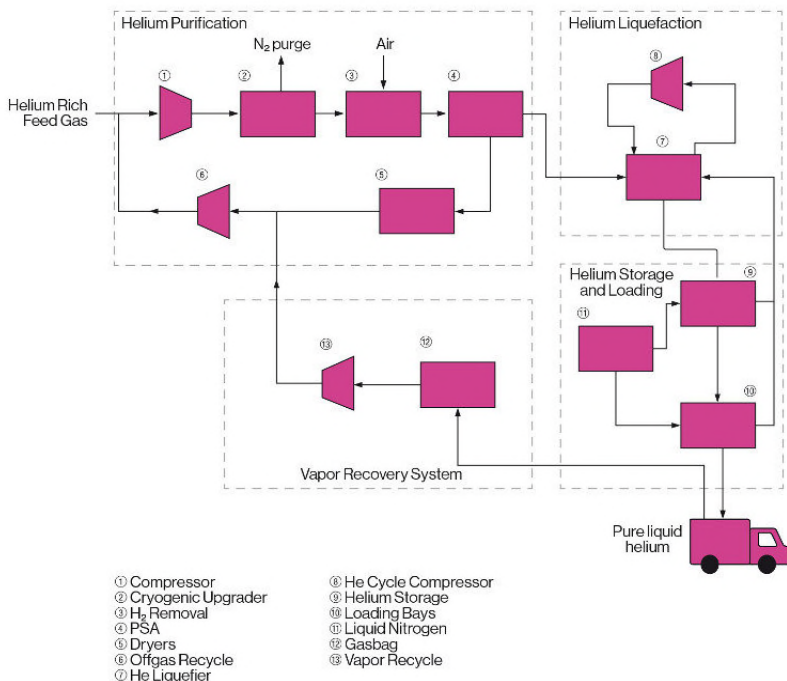 Helium Purification
Helium Liquefaction
N₂ purge
Air
①
②
③
④
⑧
Helium Rich
Feed Gas
⑦
⑥
⑤
Helium Storage
and Loading
⑨
⑪
⑬
⑫
⑩
Vapor Recovery System
Pure liquid
helium
① Compressor
② Cryogenic Upgrader
③ H₂ Removal
④ PSA
⑤ Dryers
⑥ Offgas Recycle
⑦ He Liquefier
⑧ He Cycle Compressor
⑨ Helium Storage
⑩ Loading Bays
⑪ Liquid Nitrogen
⑫ Gasbag
⑬ Vapor Recycle